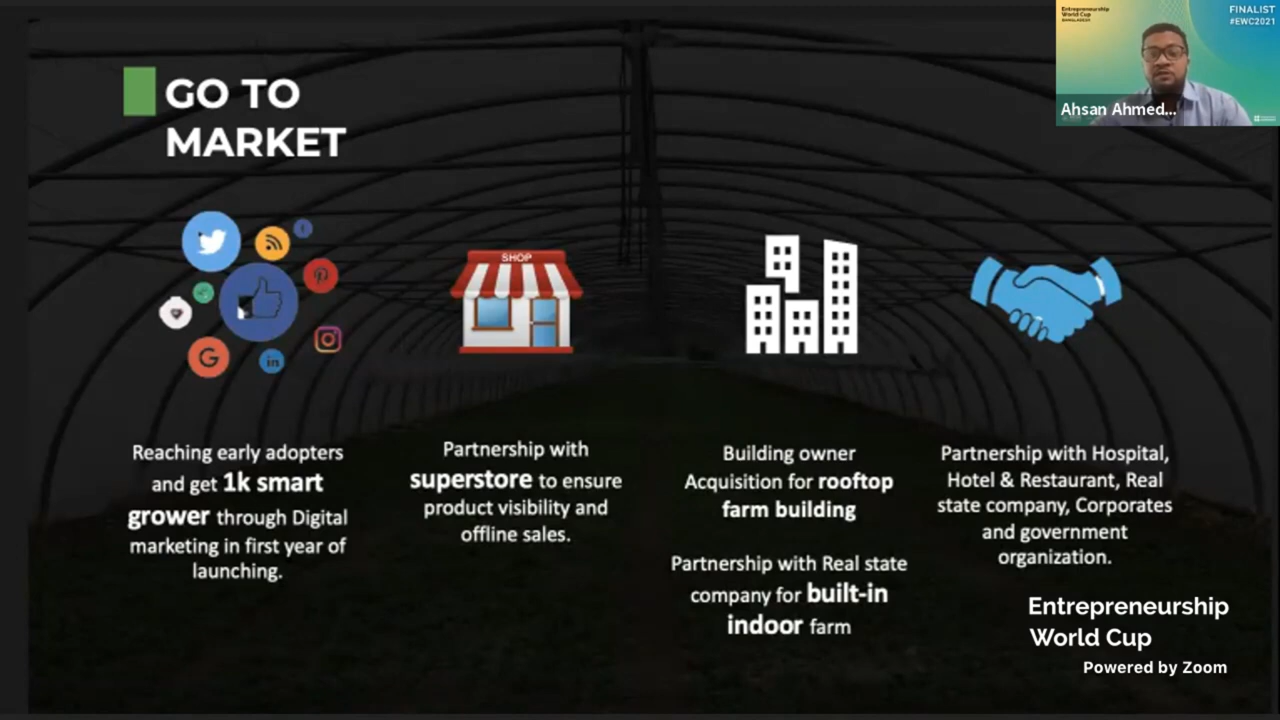 GO TO
MARKET
Entrepreneurship
World Cup
FINALIST
#EWC2021
Ahsan Ahmed...
SHOP
Reaching early adopters
and get 1k smart
grower through Digital
marketing in first year of
launching.
Partnership with
superstore to ensure
product visibility and
offline sales.
Building owner
Acquisition for rooftop
farm building
Partnership with Real state
company for built-in
indoor farm
Partnership with Hospital,
Hotel & Restaurant, Real
state company, Corporates
and government
organization.
Entrepreneurship
World Cup
Powered by Zoom